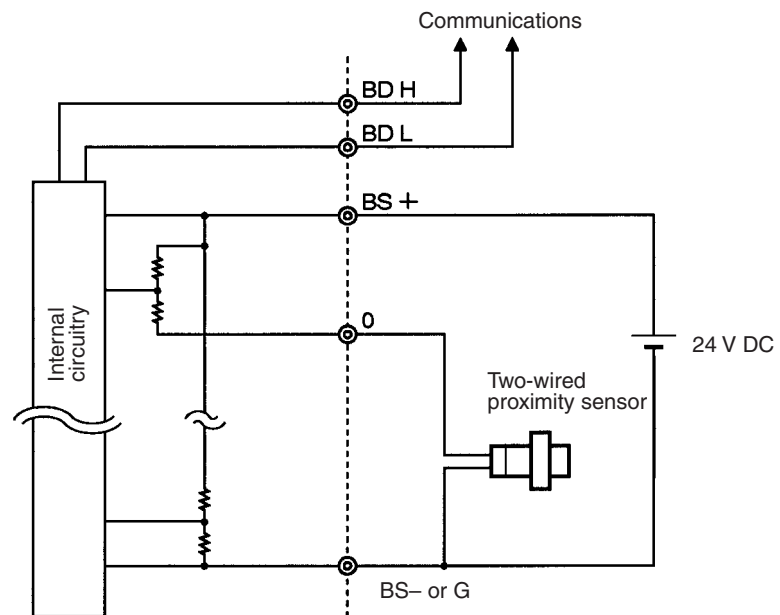 Communications
BD H
BD L
BS +
0
Internal
circuitry
24 V DC
Two-wired
proximity sensor
BS– or G